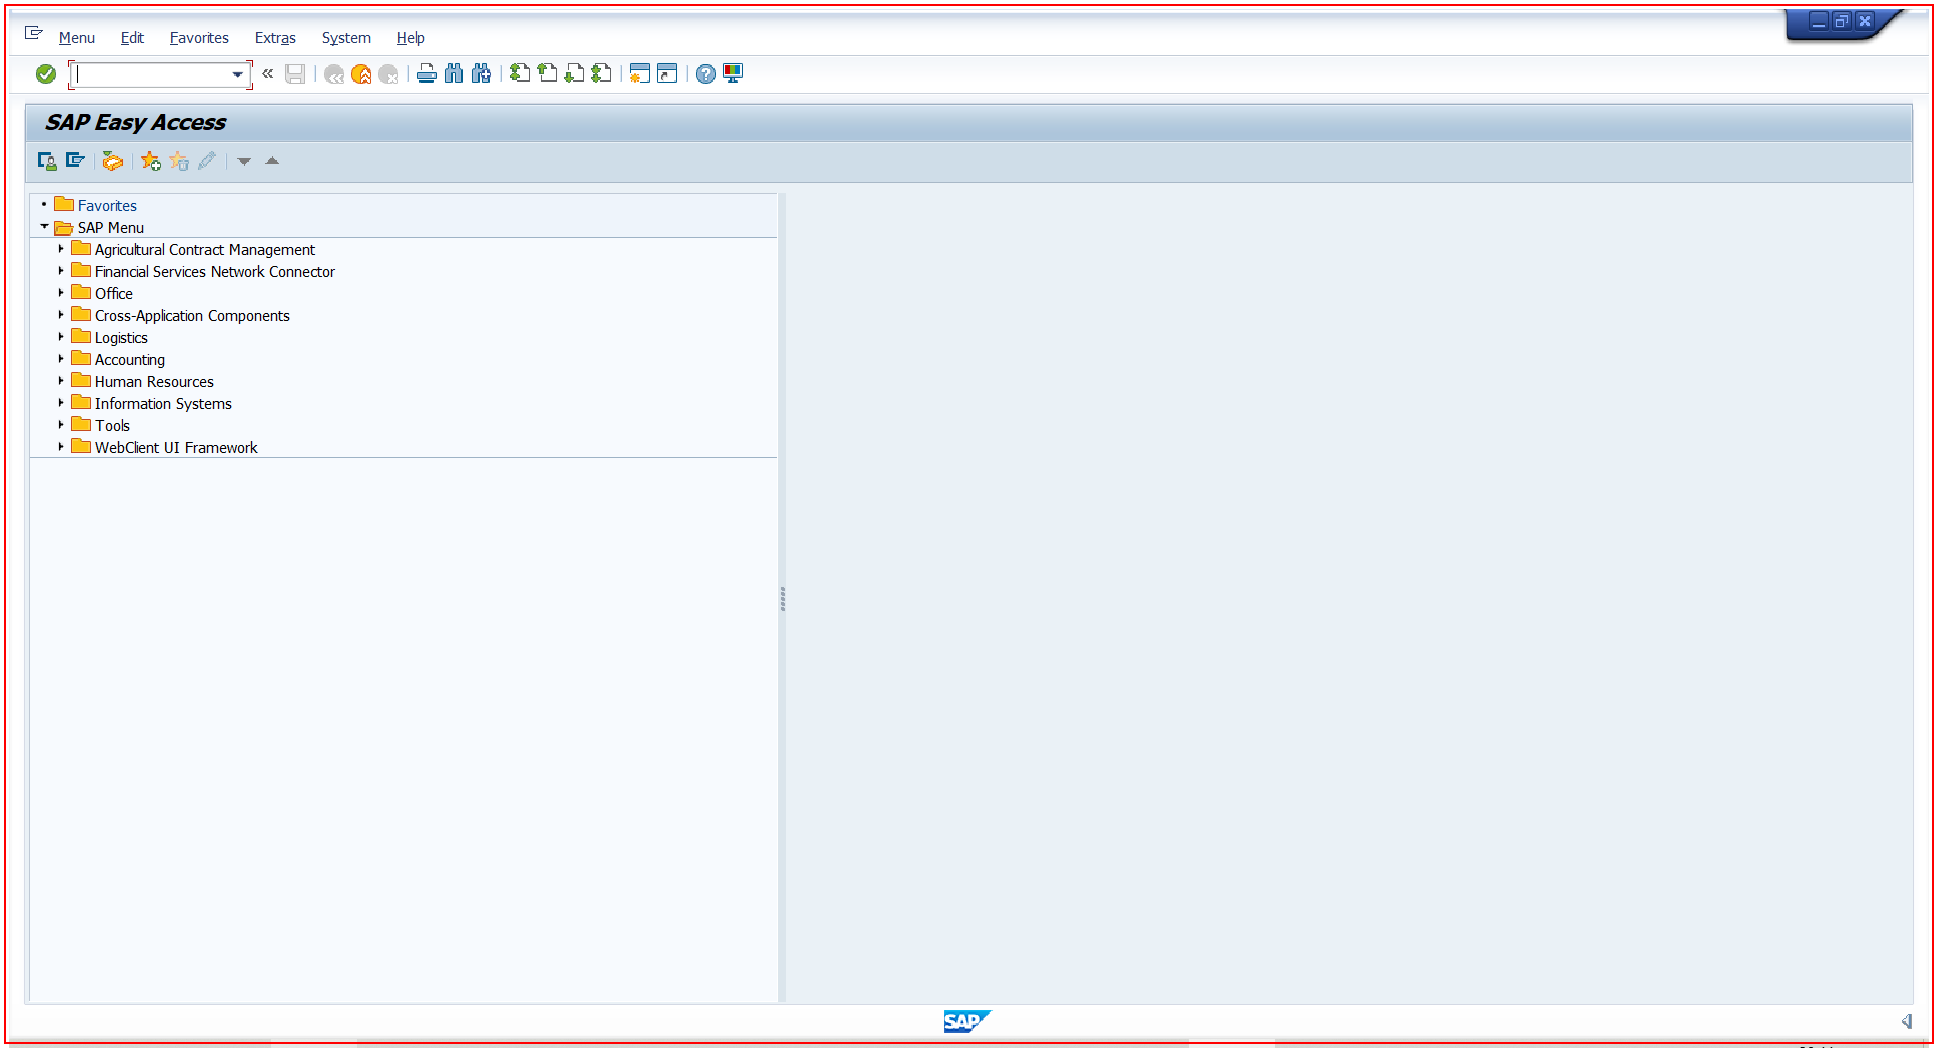 Menu Edit Favorites Extras System Help
SAP Easy Access
Favorites
SAP Menu
Agricultural Contract Management
Financial Services Network Connector
Office
Cross-Application Components
Logistics
Accounting
Human Resources
Information Systems
Tools
WebClient UI Framework
SAP